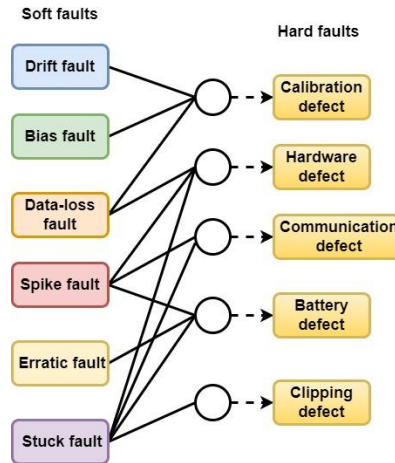 Soft faults
Hard faults
Drift fault
Bias fault
Data-loss
fault
Spike fault
Erratic fault
Stuck fault
Calibration
defect
Hardware
defect
Communication
defect
Battery
defect
Clipping
defect